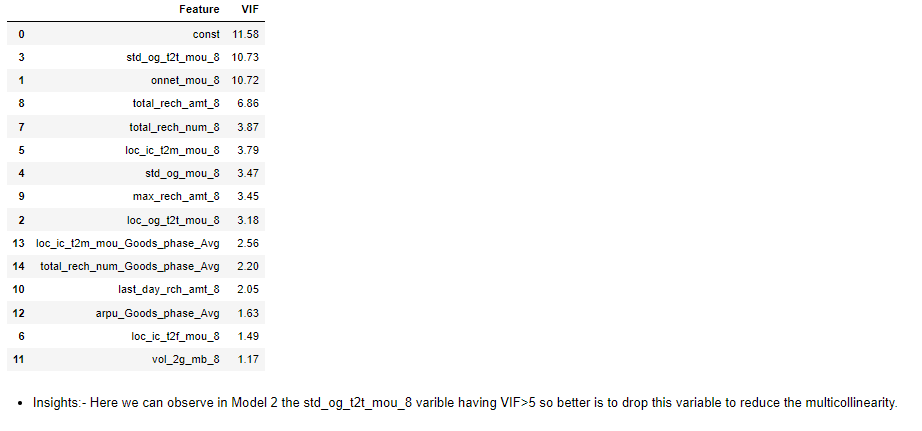 Feature VIF
0 const 11.58
3 std_og_t2t_mou_8 10.73
1 onnet_mou_8 10.72
8 total_rech_amt_8 6.86
7 total_rech_num_8 3.87
5 loc_ic_t2m_mou_8 3.79
4 std_og_mou_8 3.47
9 max_rech_amt_8 3.45
2 loc_og_t2t_mou_8 3.18
13 loc_ic_t2m_mou_Goods_phase_Avg 2.56
14 total_rech_num_Goods_phase_Avg 2.20
10 last_day_rch_amt_8 2.05
12 arpu_Goods_phase_Avg 1.63
6 loc_ic_t2f_mou_8 1.49
11 vol_2g_mb_8 1.17
• Insights:- Here we can observe in Model 2 the std_og_t2t_mou_8 varible having VIF>5 so better is to drop this variable to reduce the multicollinearity.